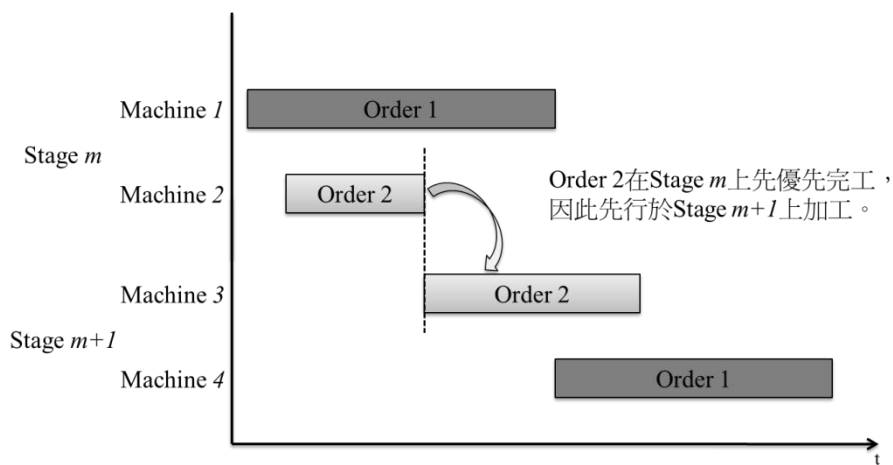 Machine 1
Order 1
Stage m
Machine 2
Order 2
Order 2在Stage m上先優先完工，
因此先行於Stage m+1上加工。
Machine 3
Order 2
Stage m+1
Machine 4
Order 1
t